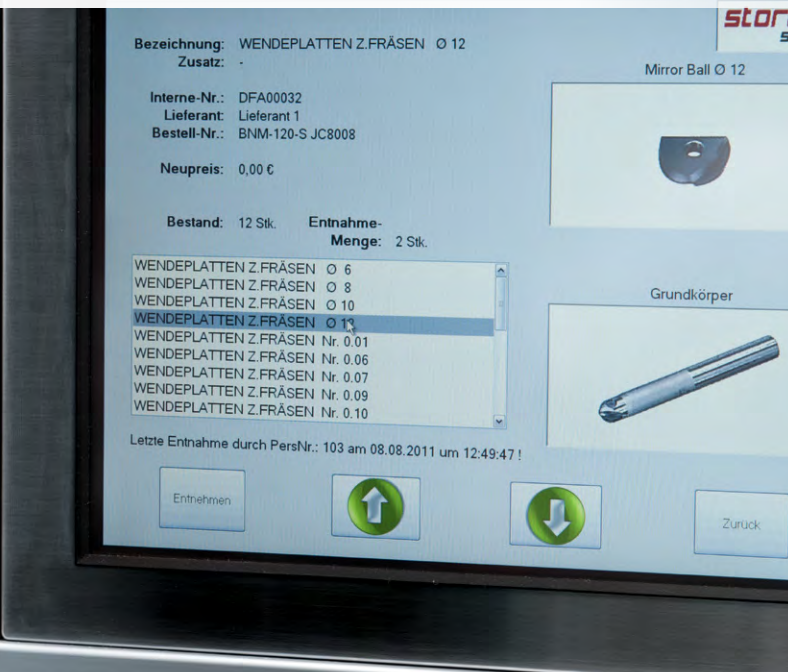 Bezeichnung: WENDEPLATTEN Z.FRÄSEN Ø 12
Zusatz: -
Interne-Nr.: DFA00032
Lieferant: Lieferant 1
Bestell-Nr.: BNM-120-S JC8008
Neupreis: 0,00 €
Bestand: 12 Stk. Entnahme-
Menge: 2 Stk.
WENDEPLATTEN Z.FRÄSEN Ø 6
WENDEPLATTEN Z.FRÄSEN Ø 8
WENDEPLATTEN Z.FRÄSEN Ø 10
WENDEPLATTEN Z.FRÄSEN Ø 12
WENDEPLATTEN Z.FRÄSEN Nr. 0.01
WENDEPLATTEN Z.FRÄSEN Nr. 0.06
WENDEPLATTEN Z.FRÄSEN Nr. 0.07
WENDEPLATTEN Z.FRÄSEN Nr. 0.09
WENDEPLATTEN Z.FRÄSEN Nr. 0.10
Letzte Entnahme durch PersNr.: 103 am 08.08.2011 um 12:49:47 !
Entnehmen
Zurück
Mirror Ball Ø 12
Grundkörper